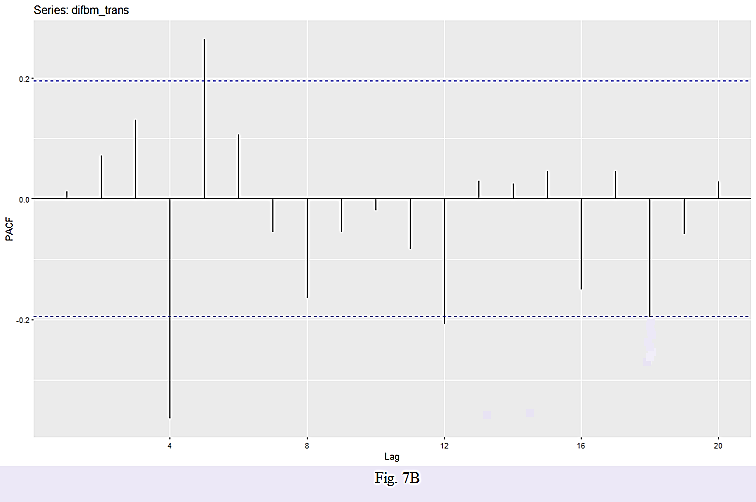 Series: difbm_trans
0.2
0.0
-0.2
PACF
4
8
12
16
20
Lag
Fig. 7B